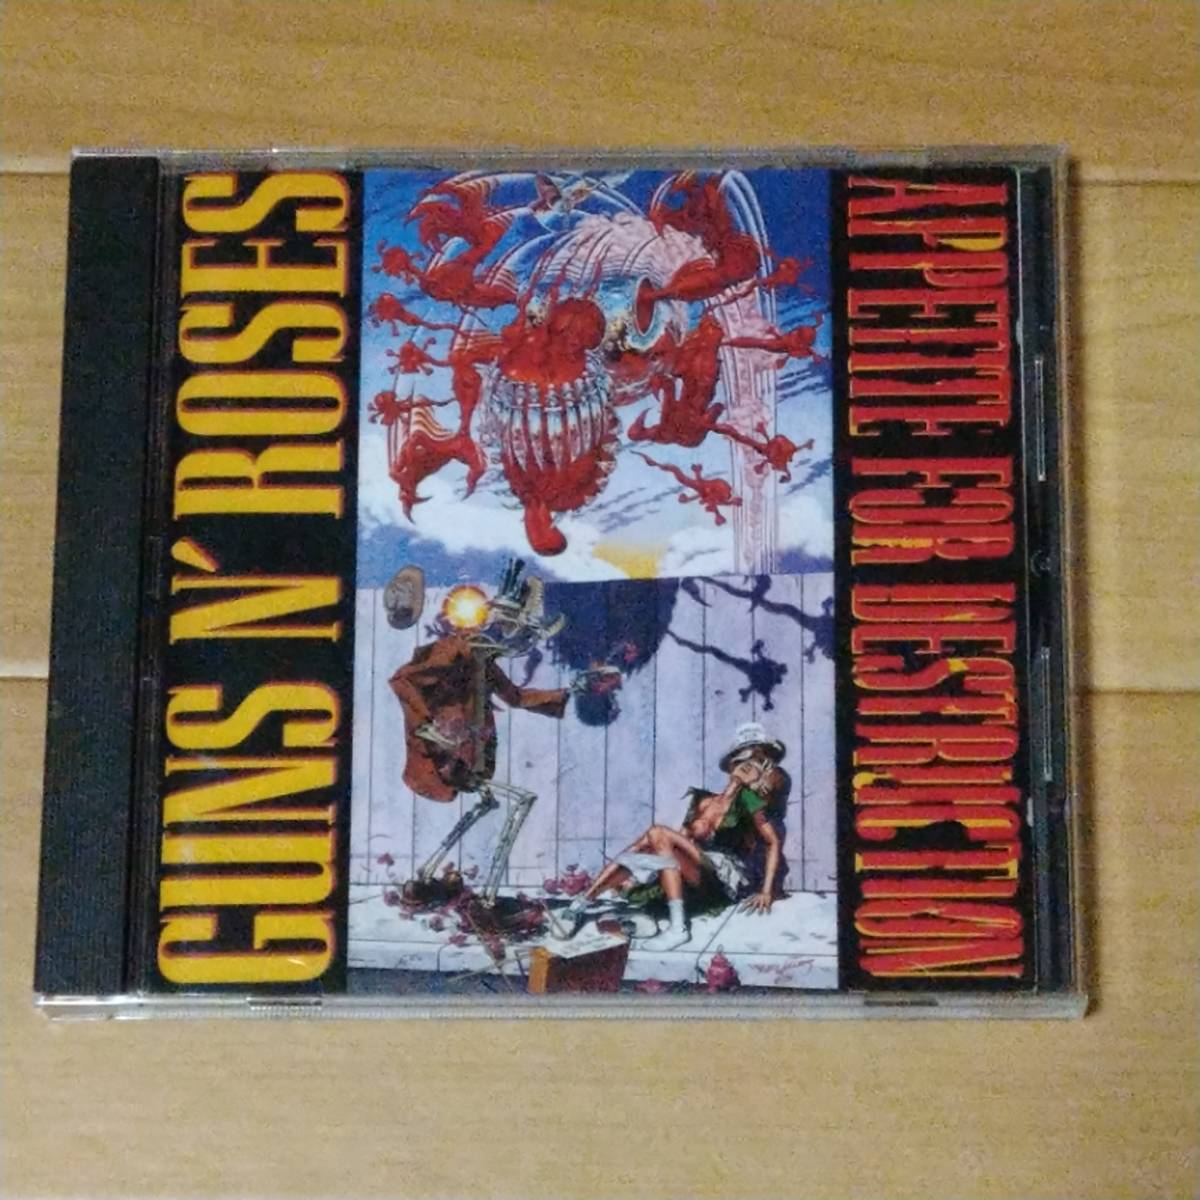 GUNS N' ROSES
APPETITE FOR DESTRUCTION